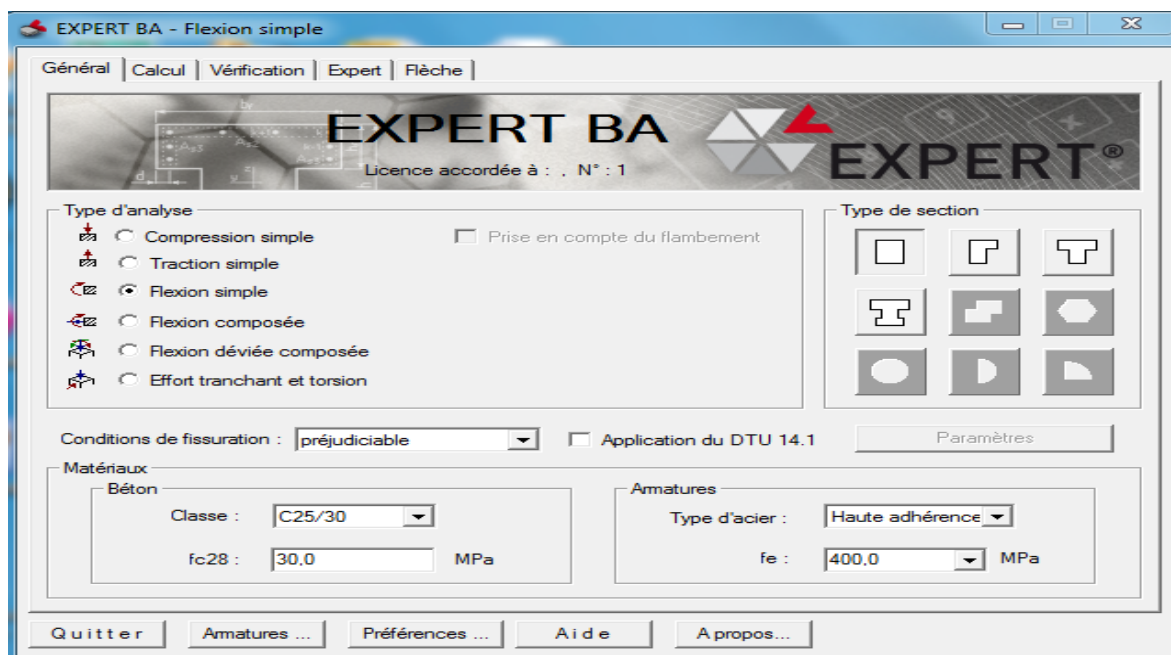 EXPERT BA - Flexion simple
Général Calcul Vérification Expert Flèche
EXPERT BA
Licence accordée à : , N° : 1
EXPERT®
Type d'analyse
Compression simple
Prise en compte du flambement
Traction simple
Flexion simple
Flexion composée
Flexion déviée composée
Effort tranchant et torsion
Type de section
Conditions de fissuration : préjudiciable
Application du DTU 14.1
Paramètres
Matériaux
Béton
Classe : C25/30
fc28 : 30,0 MPa
Armatures
Type d'acier : Haute adhérence
fe : 400,0 MPa
Quitter Armatures ... Préférences ... Aide A propos...